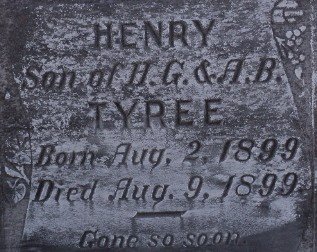 HENRY
Son of H. G. & A. B.
TYREE
Born Aug. 2, 1899
Died Aug. 9, 1899
Gone so soon.